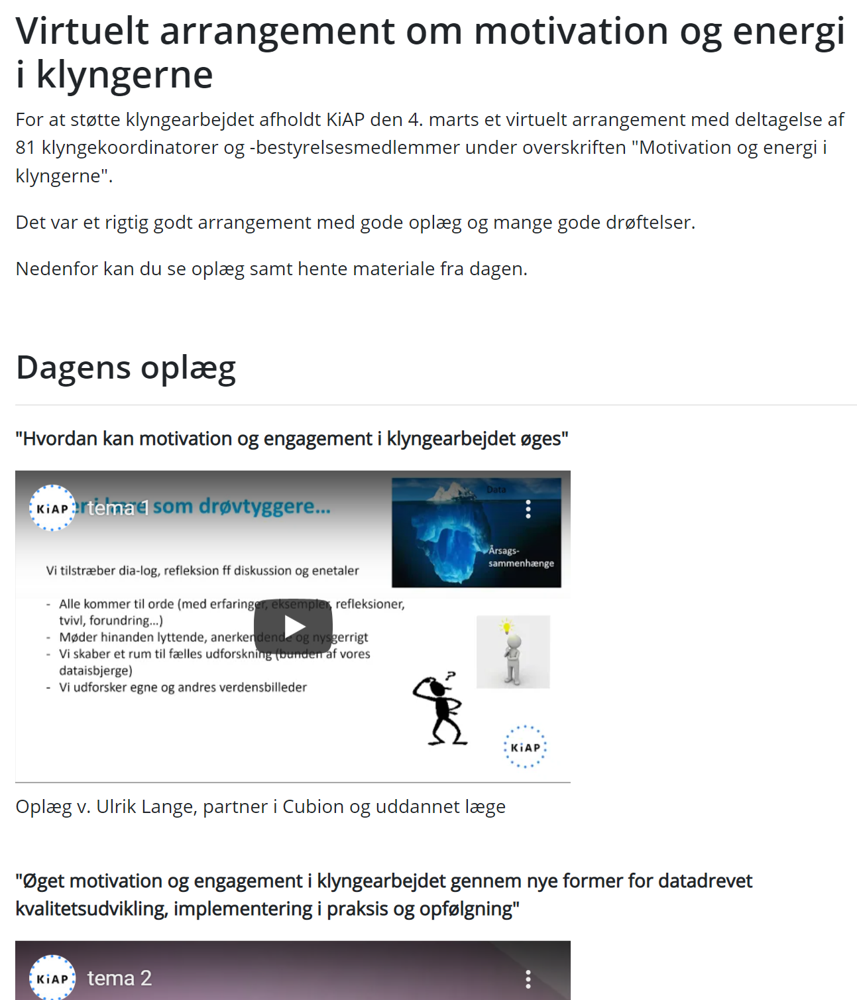 Virtuelt arrangement om motivation og energi
i klyngerne
For at støtte klyngearbejdet afholdt KiAP den 4. marts et virtuelt arrangement med deltagelse af
81 klyngekoordinatorer og -bestyrelsesmedlemmer under overskriften "Motivation og energi i
klyngerne".
Det var et rigtig godt arrangement med gode oplæg og mange gode drøftelser.
Nedenfor kan du se oplæg samt hente materiale fra dagen.
Dagens oplæg
"Hvordan kan motivation og engagement i klyngearbejdet øges"
KiAP
tema 1
som drøvtyggere...
Data
Årsags-
sammenhænge
Vi tilstræber dia-log, refleksion ff diskussion og enetaler
- Alle kommer til orde (med erfaringer, eksempler, refleksioner,
tvivl, forundring...)
- Møder hinanden lyttende, anerkendende og nysgerrigt
- Vi skaber et rum til fælles udforskning (bunden af vores
dataisbjerge)
- Vi udforsker egne og andres verdensbilleder
?
KiAP
Oplæg v. Ulrik Lange, partner i Cubion og uddannet læge
"Øget motivation og engagement i klyngearbejdet gennem nye former for datadrevet
kvalitetsudvikling, implementering i praksis og opfølgning"
KiAP
tema 2